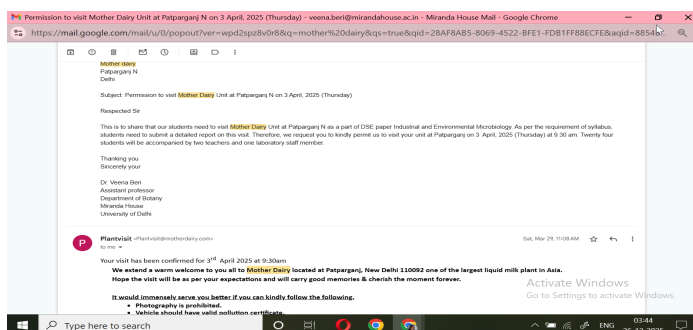 Permission to visit Mother Dairy Unit at Patparganj N on 3 April, 2025 (Thursday) - veena.beri@mirandahouse.ac.in - Miranda House Mail - Google Chrome
https://mail.google.com/mail/u/0/popout?ver=wpd2spz8v0r8&q=mother%20dairy&qs=true&qid=28AF8AB5-8069-4522-BFE1-FDB1FF88ECFE&aqid=8854
Mother dairy
Patparganj N
Delhi
Subject: Permission to visit Mother Dairy Unit at Patparganj N on 3 April, 2025 (Thursday)
Respected Sir
This is to share that our students need to visit Mother Dairy Unit at Patparganj N as a part of DSE paper Industrial and Environmental Microbiology. As per the requirement of syllabus,
students need to submit a detailed report on this visit. Therefore, we request you to kindly permit us to visit your unit at Patparganj on 3 April, 2025 (Thursday) at 9:30 am. Twenty four
students will be accompanied by two teachers and one laboratory staff member.
Thanking you
Sincerely your
Dr. Veena Beri
Assistant professor
Department of Botany
Miranda House
University of Delhi
P
Plantvisit <Plantvisit@motherdairy.com>
Sat, Mar 29, 11:08 AM
to me
Your visit has been confirmed for 3rd April 2025 at 9:30am
We extend a warm welcome to you all to Mother Dairy located at Patparganj, New Delhi 110092 one of the largest liquid milk plant in Asia.
Hope the visit will be as per your expectations and will carry good memories & cherish the moment forever.
Activate Windows
Go to Settings to activate Windows.
It would immensely serve you better if you can kindly follow the following.
• Photography is prohibited.
• Vehicle should have valid pollution certificate.
Type here to search
ENG
03:44